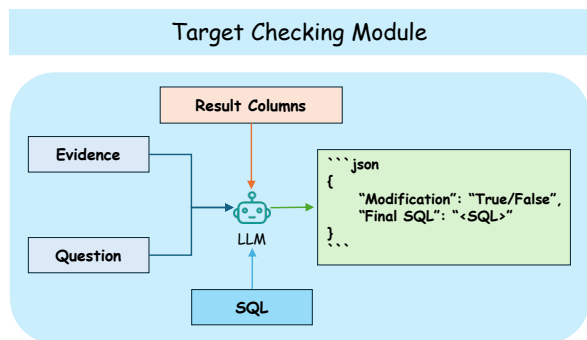 Target Checking Module
Result Columns
Evidence
Question
LLM
SQL
```json
{
"Modification": "True/False",
"Final SQL": "<SQL>"
}
```